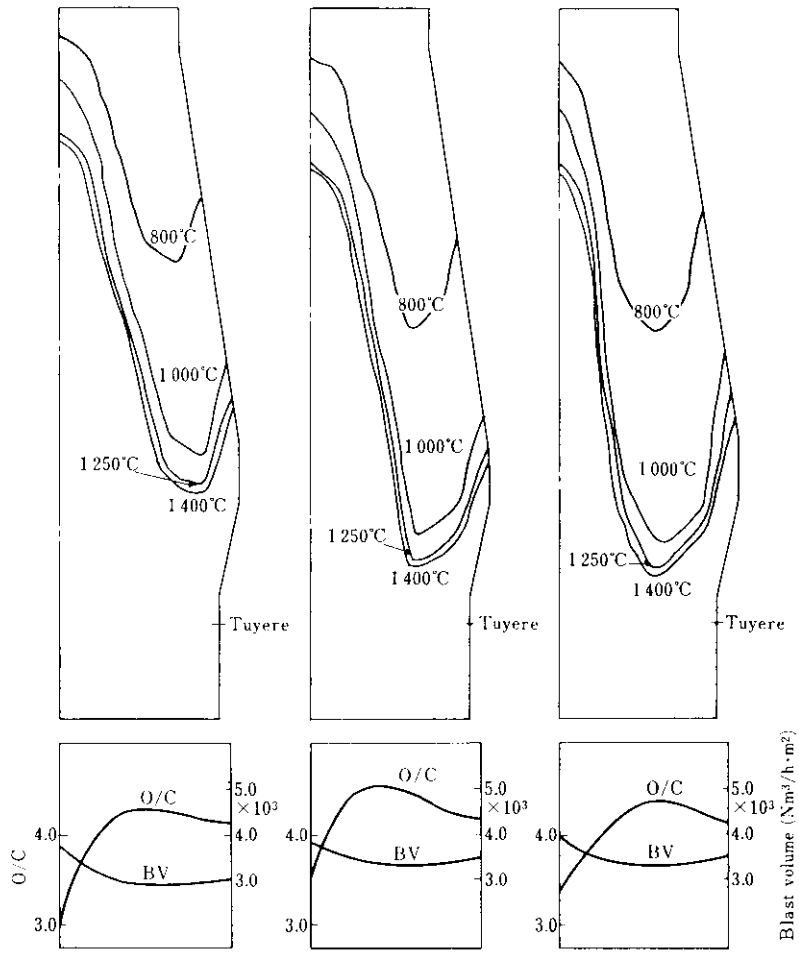 800°C
1 000°C
1 250°C
1 400°C
Tuyere
800°C
1 000°C
1 250°C
1 400°C
Tuyere
800°C
1 000°C
1 250°C
1 400°C
Tuyere
O/C
4.0
3.0
O/C
BV
5.0
×10³
4.0
3.0
4.0
3.0
O/C
BV
5.0
×10³
4.0
3.0
4.0
3.0
O/C
BV
5.0
×10³
4.0
3.0
Blast volume (Nm³/h·m²)